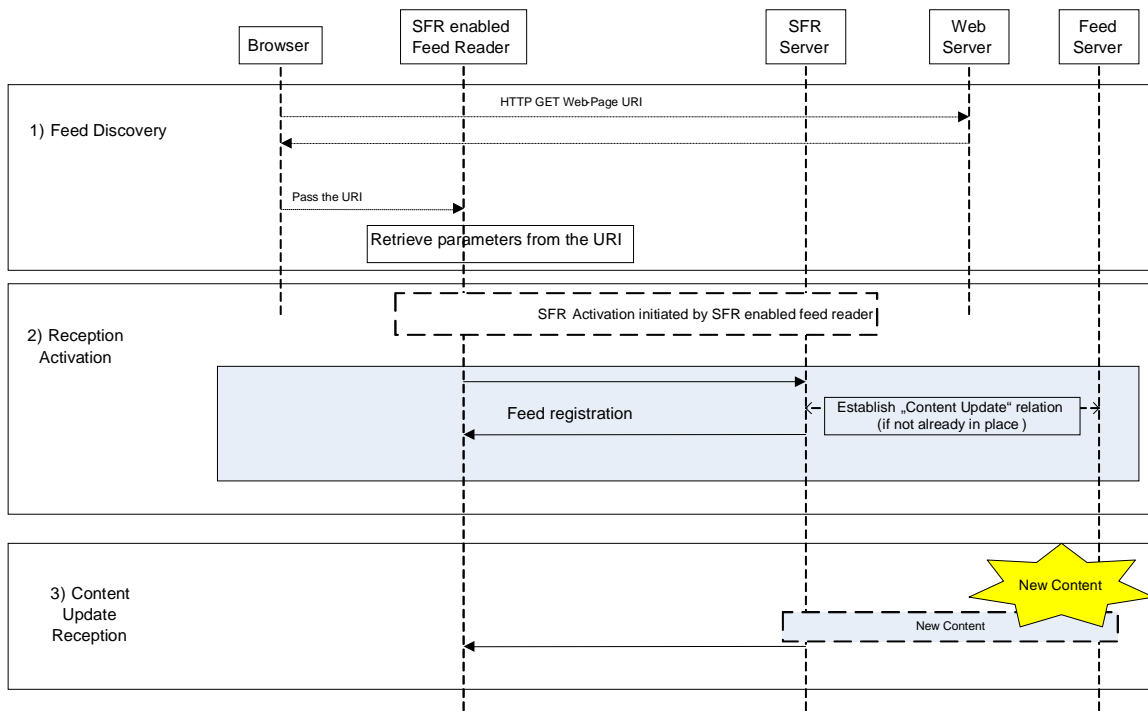 Browser
SFR enabled
Feed Reader
SFR
Server
Web
Server
Feed
Server
1) Feed Discovery
HTTP GET Web-Page URI
Pass the URI
Retrieve parameters from the URI
2) Reception
Activation
SFR Activation initiated by SFR enabled feed reader
Feed registration
Establish „Content Update“ relation
(if not already in place )
3) Content
Update
Reception
New Content
New Content